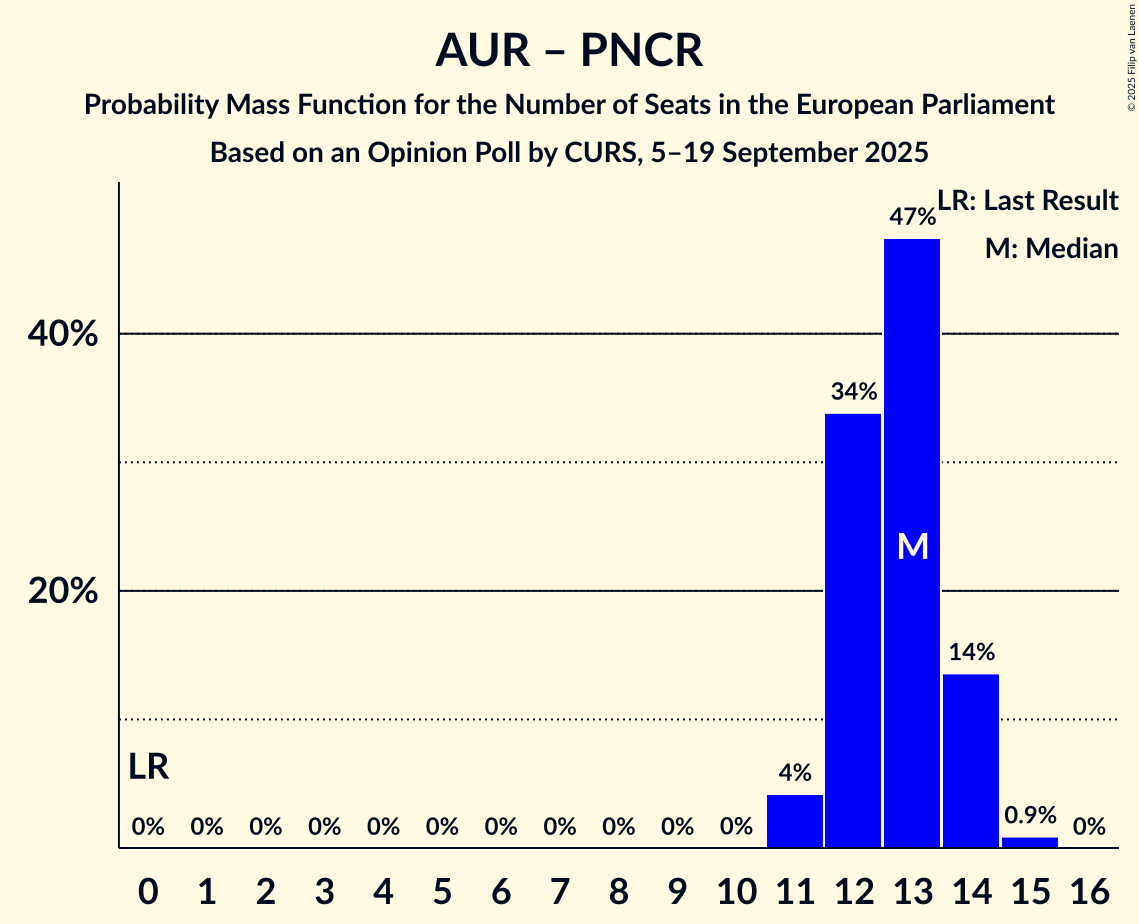 AUR – PNCR
Probability Mass Function for the Number of Seats in the European Parliament
Based on an Opinion Poll by CURS, 5–19 September 2025
© 2025 Filip van Laenen
LR: Last Result
M: Median
47%
40%
34%
M
20%
14%
LR
4%
0% 0% 0% 0% 0% 0% 0% 0% 0% 0% 0% 0.9% 0%
0 1 2 3 4 5 6 7 8 9 10 11 12 13 14 15 16